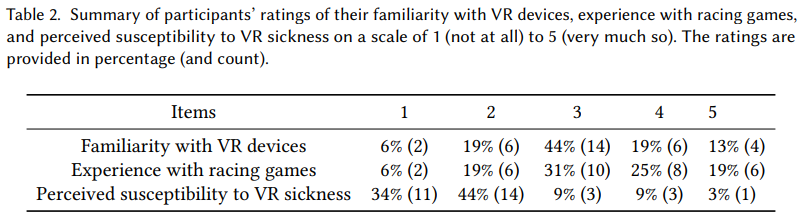 Table 2. Summary of participants' ratings of their familiarity with VR devices, experience with racing games,
and perceived susceptibility to VR sickness on a scale of 1 (not at all) to 5 (very much so). The ratings are
provided in percentage (and count).
Items 1 2 3 4 5
Familiarity with VR devices 6% (2) 19% (6) 44% (14) 19% (6) 13% (4)
Experience with racing games 6% (2) 19% (6) 31% (10) 25% (8) 19% (6)
Perceived susceptibility to VR sickness 34% (11) 44% (14) 9% (3) 9% (3) 3% (1)